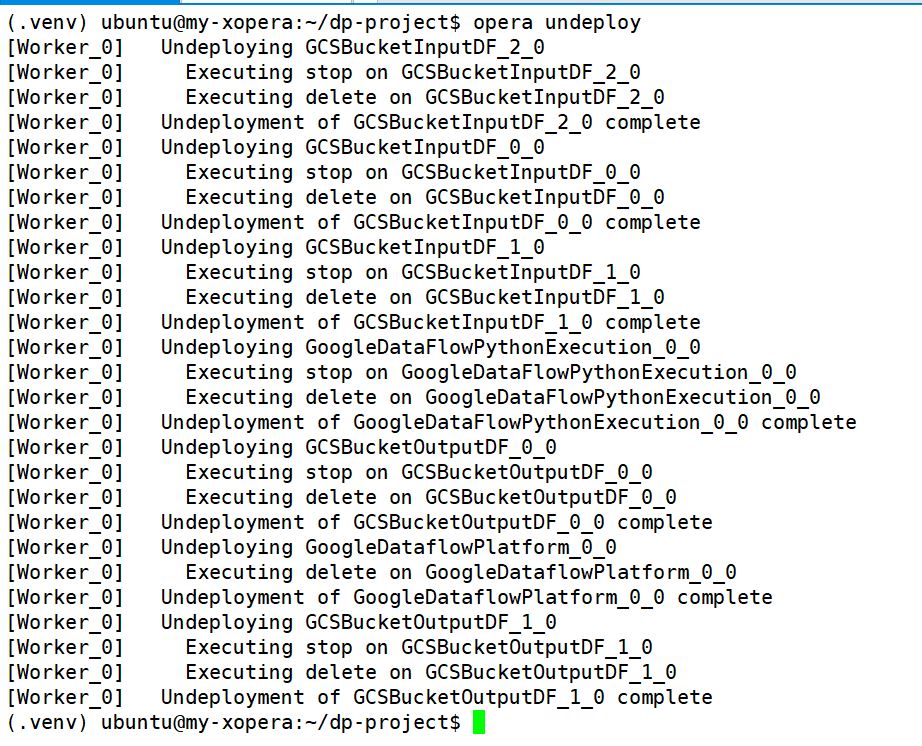 (.venv) ubuntu@my-xopera:~/dp-project$ opera undeploy
[Worker_0]   Undeploying GCSBucketInputDF_2_0
[Worker_0]     Executing stop on GCSBucketInputDF_2_0
[Worker_0]     Executing delete on GCSBucketInputDF_2_0
[Worker_0]   Undeployment of GCSBucketInputDF_2_0 complete
[Worker_0]   Undeploying GCSBucketInputDF_0_0
[Worker_0]     Executing stop on GCSBucketInputDF_0_0
[Worker_0]     Executing delete on GCSBucketInputDF_0_0
[Worker_0]   Undeployment of GCSBucketInputDF_0_0 complete
[Worker_0]   Undeploying GCSBucketInputDF_1_0
[Worker_0]     Executing stop on GCSBucketInputDF_1_0
[Worker_0]     Executing delete on GCSBucketInputDF_1_0
[Worker_0]   Undeployment of GCSBucketInputDF_1_0 complete
[Worker_0]   Undeploying GoogleDataFlowPythonExecution_0_0
[Worker_0]     Executing stop on GoogleDataFlowPythonExecution_0_0
[Worker_0]     Executing delete on GoogleDataFlowPythonExecution_0_0
[Worker_0]   Undeployment of GoogleDataFlowPythonExecution_0_0 complete
[Worker_0]   Undeploying GCSBucketOutputDF_0_0
[Worker_0]     Executing stop on GCSBucketOutputDF_0_0
[Worker_0]     Executing delete on GCSBucketOutputDF_0_0
[Worker_0]   Undeployment of GCSBucketOutputDF_0_0 complete
[Worker_0]   Undeploying GoogleDataflowPlatform_0_0
[Worker_0]     Executing delete on GoogleDataflowPlatform_0_0
[Worker_0]   Undeployment of GoogleDataflowPlatform_0_0 complete
[Worker_0]   Undeploying GCSBucketOutputDF_1_0
[Worker_0]     Executing stop on GCSBucketOutputDF_1_0
[Worker_0]     Executing delete on GCSBucketOutputDF_1_0
[Worker_0]   Undeployment of GCSBucketOutputDF_1_0 complete
(.venv) ubuntu@my-xopera:~/dp-project$